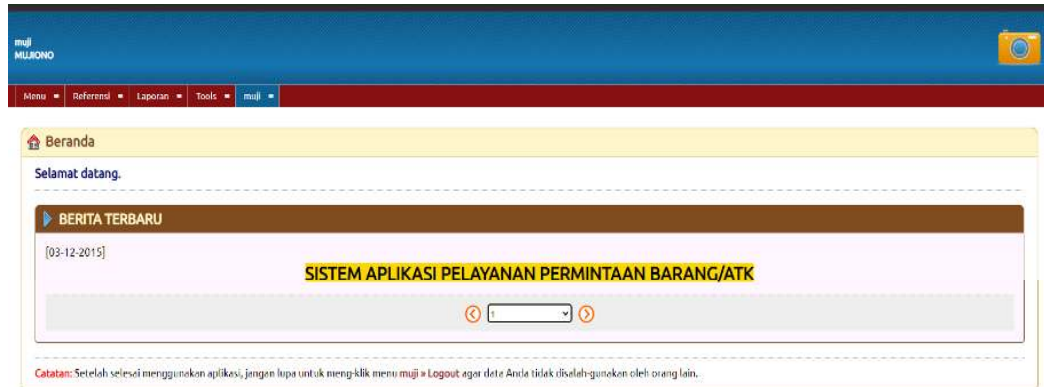 muji
MUJIONO
Menu Referensi Laporan Tools muji
Beranda
Selamat datang.
BERITA TERBARU
[03-12-2015]
SISTEM APLIKASI PELAYANAN PERMINTAAN BARANG/ATK
1
Catatan: Setelah selesai menggunakan aplikasi, jangan lupa untuk meng-klik menu muji » Logout agar data Anda tidak disalah-gunakan oleh orang lain.